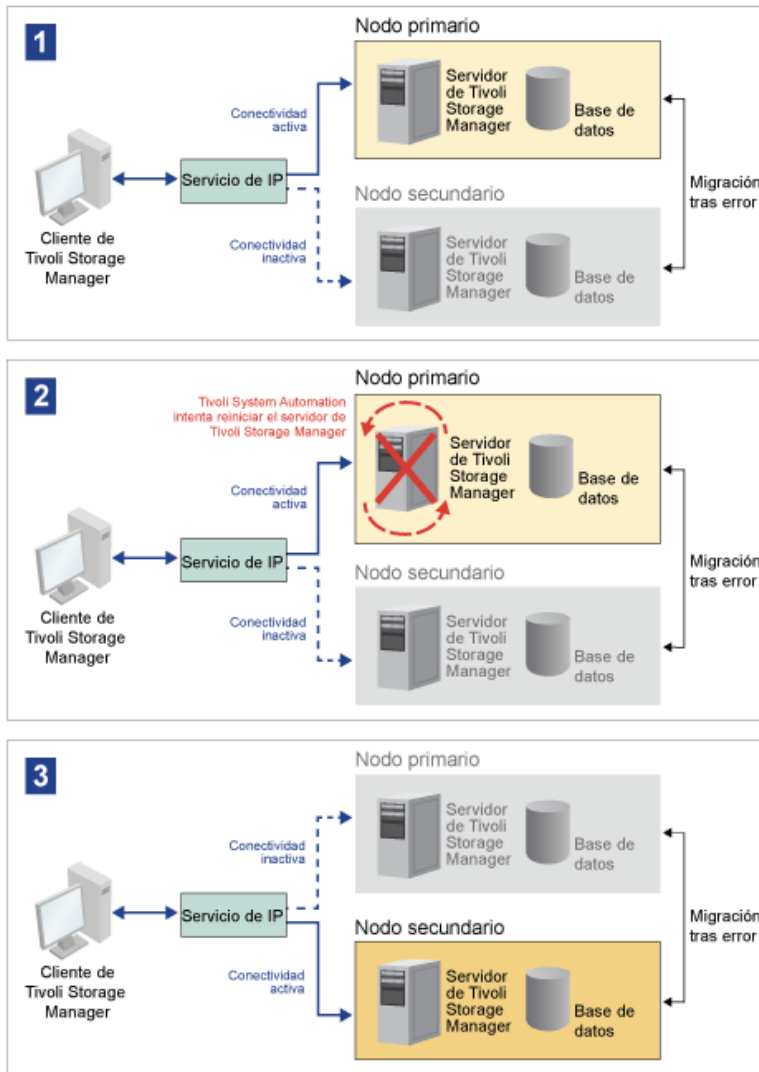 1
Nodo primario
Servidor
de Tivoli
Storage
Manager
Base de
datos
Conectividad
activa
Servicio de IP
Cliente de
Tivoli Storage
Manager
Migración
tras error
Conectividad
inactiva
Nodo secundario
Servidor
de Tivoli
Storage
Manager
Base de
datos
2
Nodo primario
Tivoli System Automation
intenta reiniciar el servidor de
Tivoli Storage Manager
Servidor
de Tivoli
Storage
Manager
Base de
datos
Conectividad
activa
Servicio de IP
Cliente de
Tivoli Storage
Manager
Migración
tras error
Conectividad
inactiva
Nodo secundario
Servidor
de Tivoli
Storage
Manager
Base de
datos
3
Nodo primario
Servidor
de Tivoli
Storage
Manager
Base de
datos
Conectividad
inactiva
Servicio de IP
Cliente de
Tivoli Storage
Manager
Migración
tras error
Conectividad
activa
Nodo secundario
Servidor
de Tivoli
Storage
Manager
Base de
datos